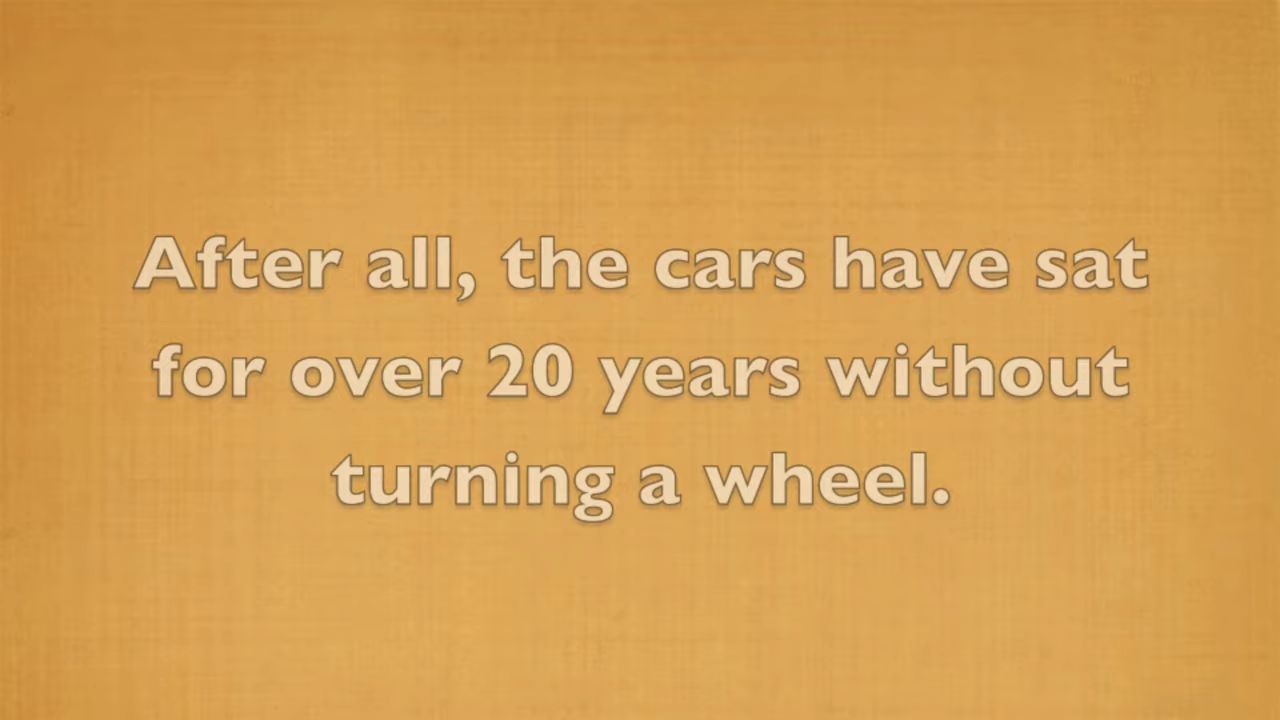 After all, the cars have sat
for over 20 years without
turning a wheel.